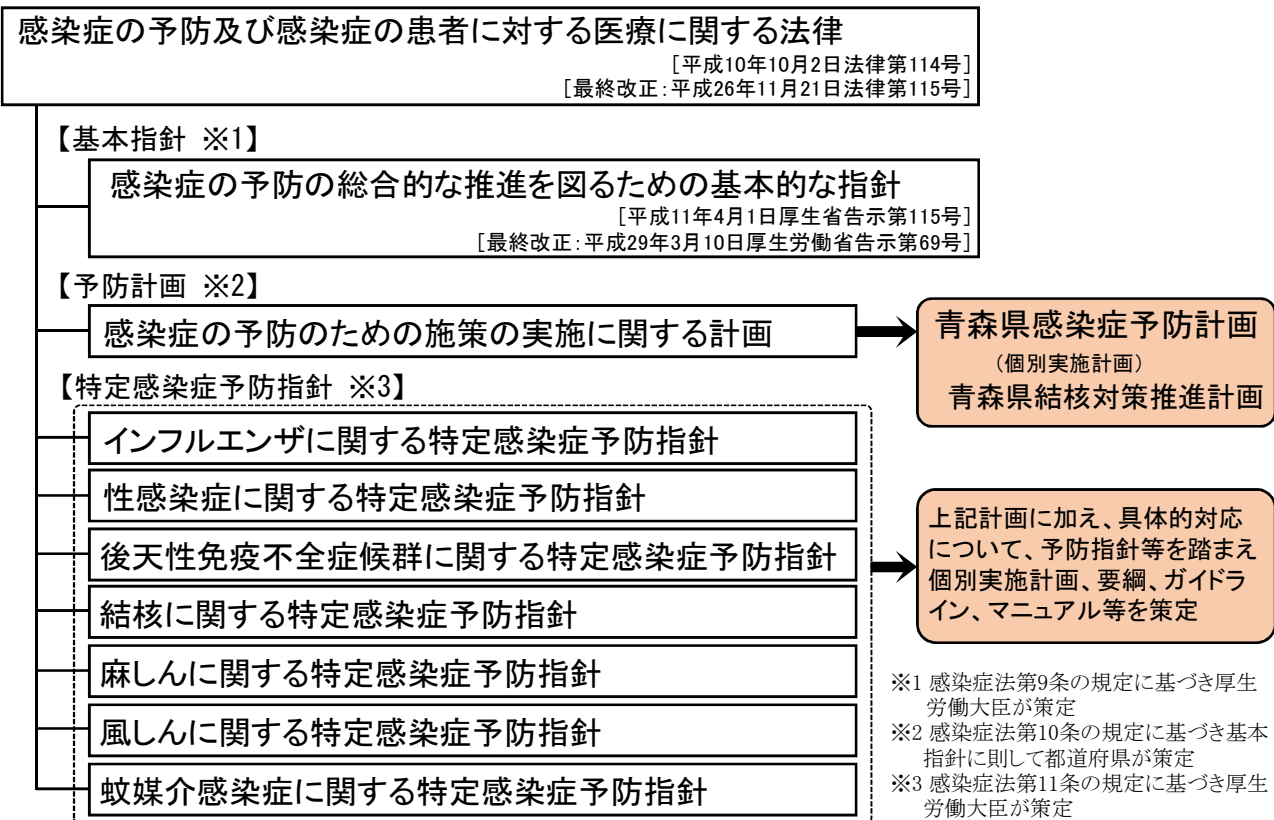 感染症の予防及び感染症の患者に対する医療に関する法律
[平成10年10月2日法律第114号]
[最終改正:平成26年11月21日法律第115号]
【基本指針 ※1】
感染症の予防の総合的な推進を図るための基本的な指針
[平成11年4月1日厚生省告示第115号]
[最終改正:平成29年3月10日厚生労働省告示第69号]
【予防計画 ※2】
感染症の予防のための施策の実施に関する計画
青森県感染症予防計画
(個別実施計画)
青森県結核対策推進計画
【特定感染症予防指針 ※3】
インフルエンザに関する特定感染症予防指針
性感染症に関する特定感染症予防指針
後天性免疫不全症候群に関する特定感染症予防指針
結核に関する特定感染症予防指針
麻しんに関する特定感染症予防指針
風しんに関する特定感染症予防指針
蚊媒介感染症に関する特定感染症予防指針
上記計画に加え、具体的対応
について、予防指針等を踏まえ
個別実施計画、要綱、ガイドラ
イン、マニュアル等を策定
※1 感染症法第9条の規定に基づき厚生
労働大臣が策定
※2 感染症法第10条の規定に基づき基本
指針に則して都道府県が策定
※3 感染症法第11条の規定に基づき厚生
労働大臣が策定